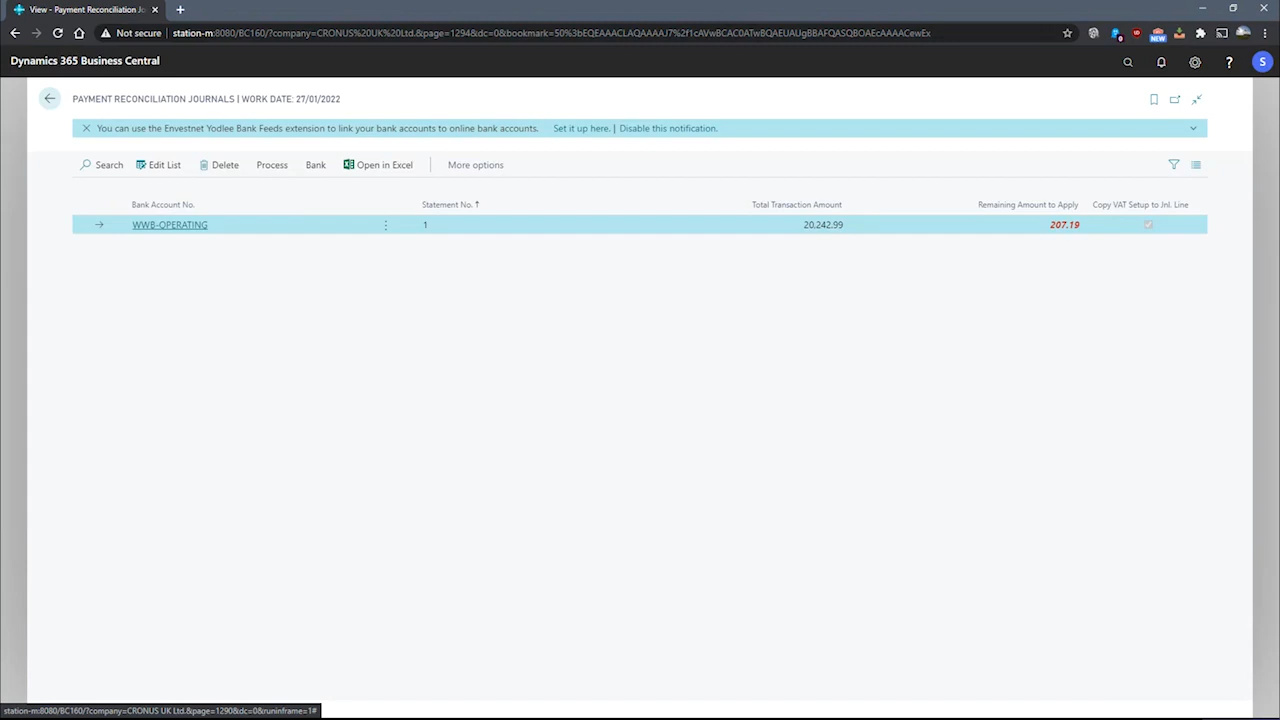 View - Payment Reconciliation Jo
Not secure station-m:8080/BC160/?company=CRONUS%20UK%20Ltd.&page=1294&dc=0&bookmark=50%3bEQEAAACLAQAAAAJ7%2f1cAVwBCAC0ATwBQAEUAUgBBAFQASQBOAEcAAAACewEx
NEW
Dynamics 365 Business Central
? S
PAYMENT RECONCILIATION JOURNALS | WORK DATE: 27/01/2022
You can use the Envestnet Yodlee Bank Feeds extension to link your bank accounts to online bank accounts. Set it up here. | Disable this notification.
Search Edit List Delete Process Bank Open in Excel More options
Bank Account No. Statement No. ↑ Total Transaction Amount Remaining Amount to Apply Copy VAT Setup to Jnl. Line
WWB-OPERATING 1 20,242.99 207.19
station-m:8080/BC160/?company=CRONUS UK Ltd.&page=1290&dc=0&runinframe=1#